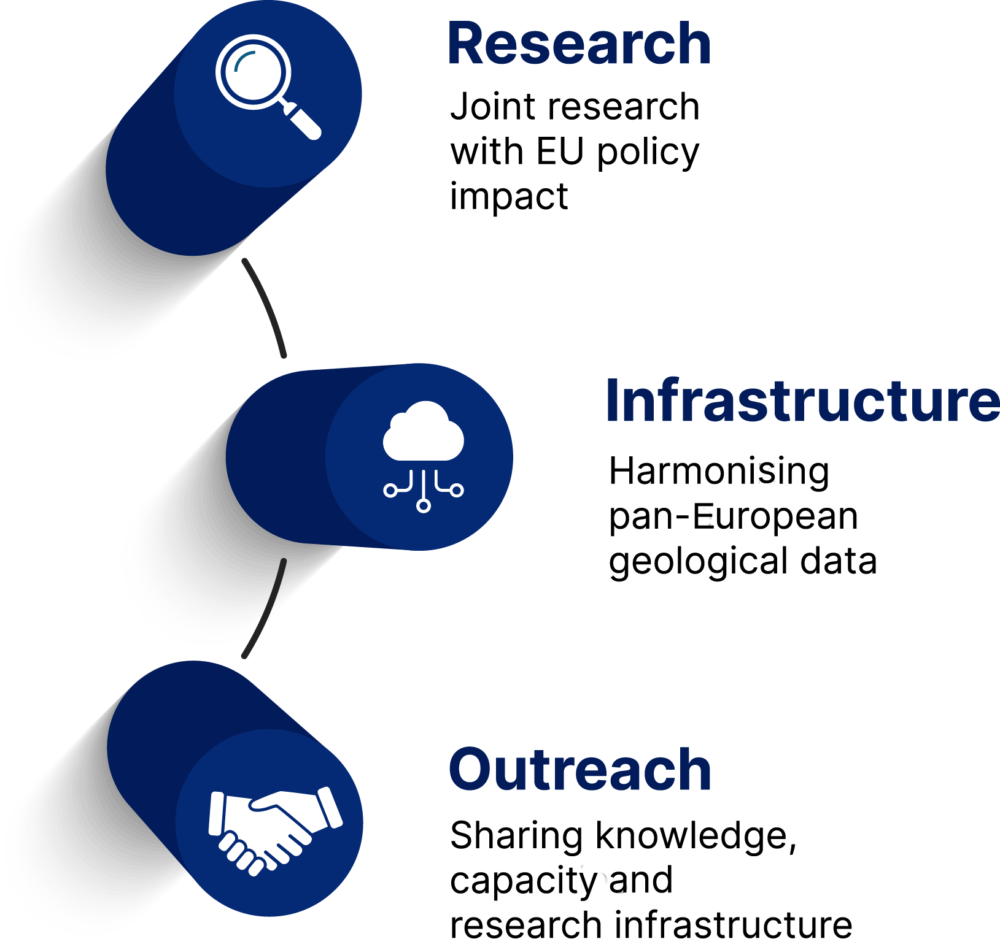 Research
Joint research
with EU policy
impact
Infrastructure
Harmonising
pan-European
geological data
Outreach
Sharing knowledge,
capacity and
research infrastructure